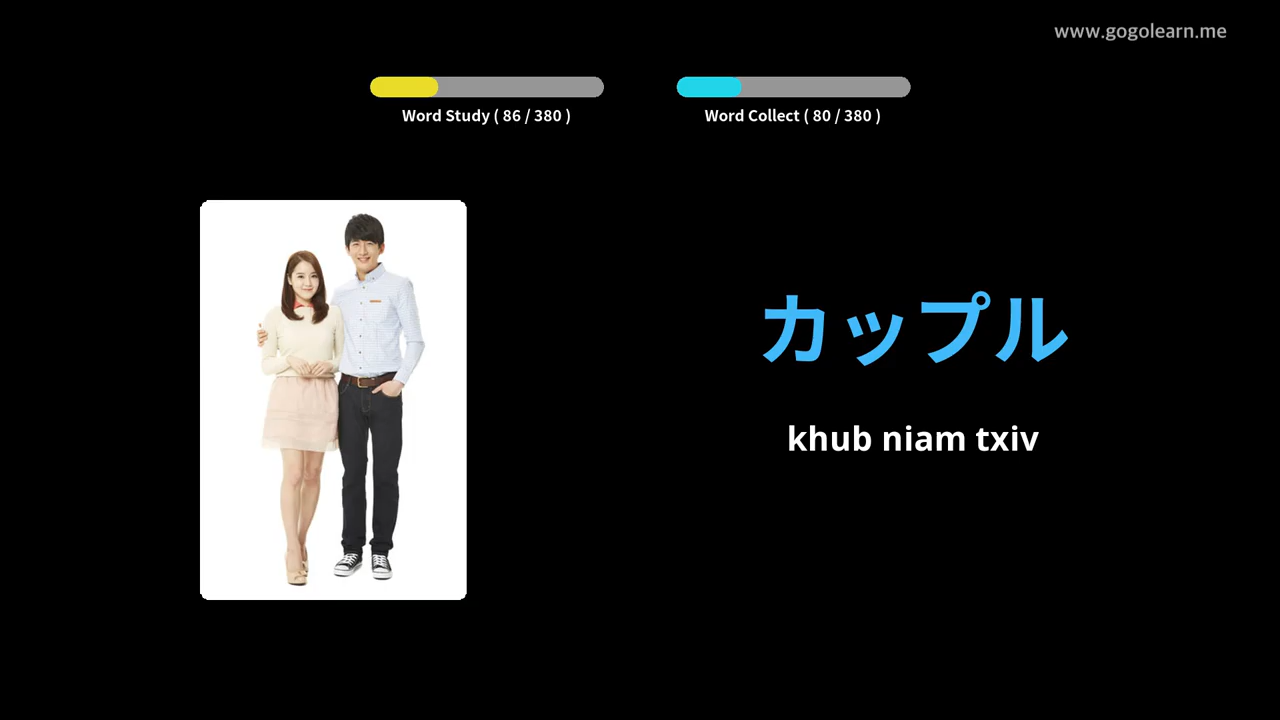 www.gogolearn.me
Word Study ( 86 / 380 )
Word Collect ( 80 / 380 )
カップル
khub niam txiv